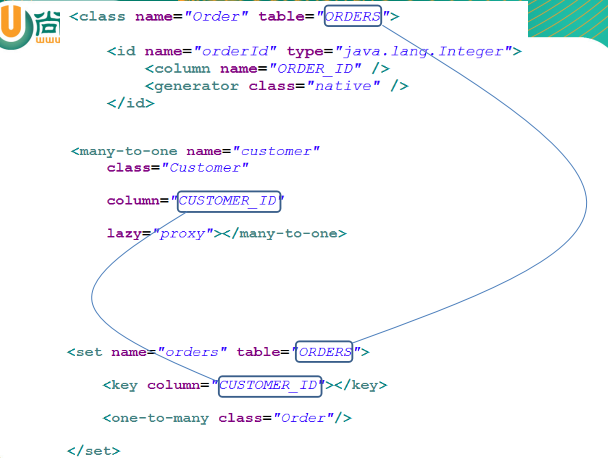 尚
www
<class name="Order" table="ORDERS">
<id name="orderId" type="java.lang.Integer">
<column name="ORDER_ID" />
<generator class="native" />
</id>
<many-to-one name="customer"
class="Customer"
column="CUSTOMER_ID"
lazy="proxy"></many-to-one>
<set name="orders" table="ORDERS">
<key column="CUSTOMER_ID"></key>
<one-to-many class="Order"/>
</set>